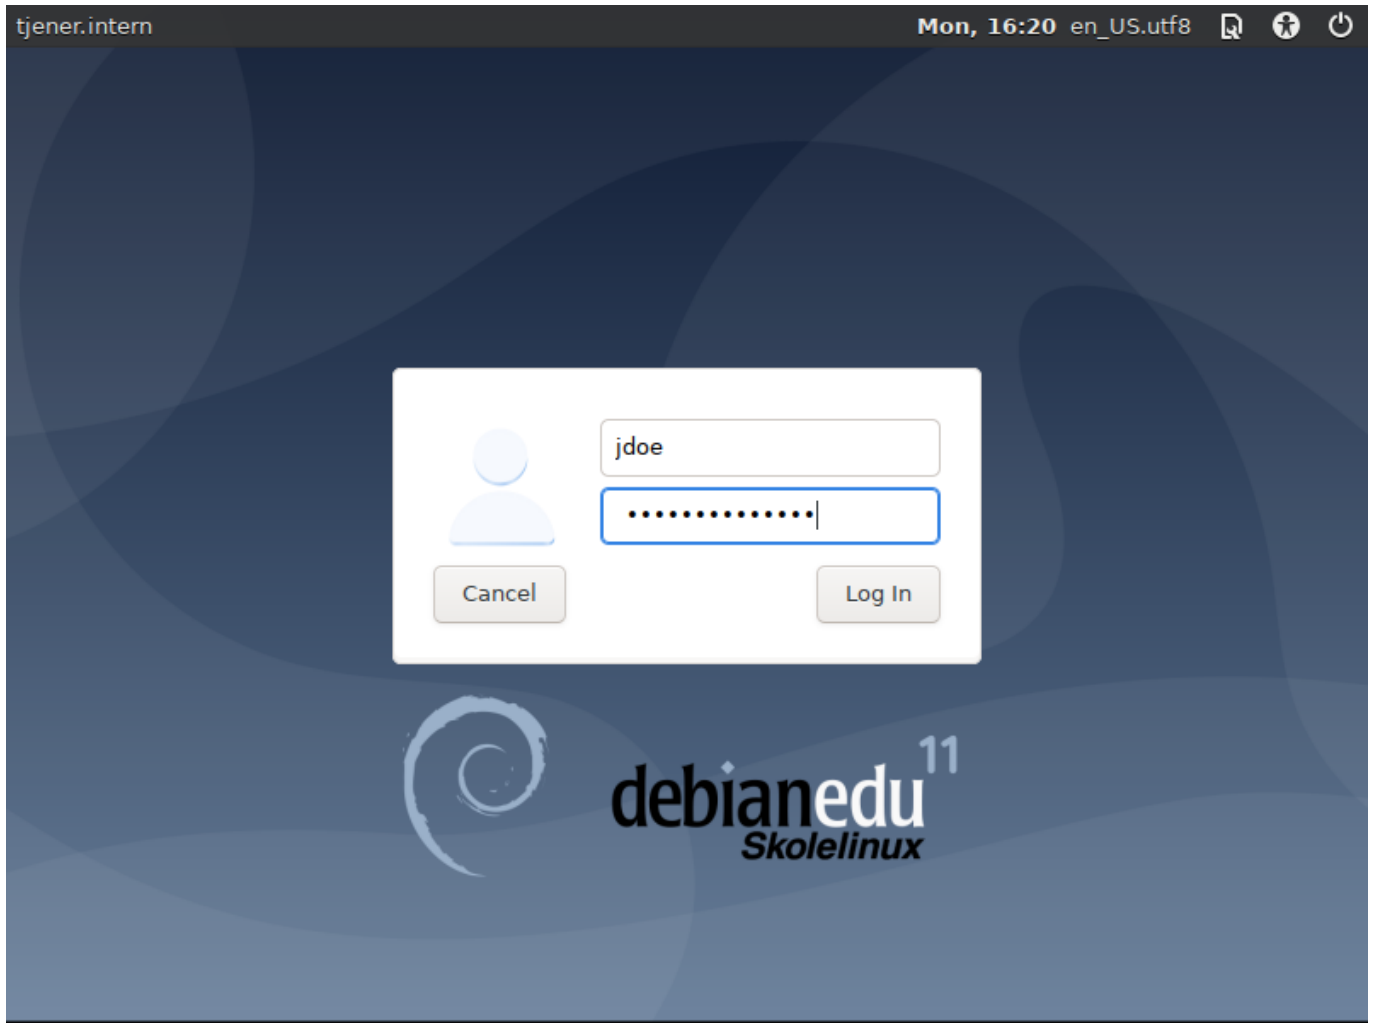 tjener.intern
Mon, 16:20 en_US.utf8
jdoe
••••••••••••••
Cancel
Log In
debianedu 11
Skolelinux